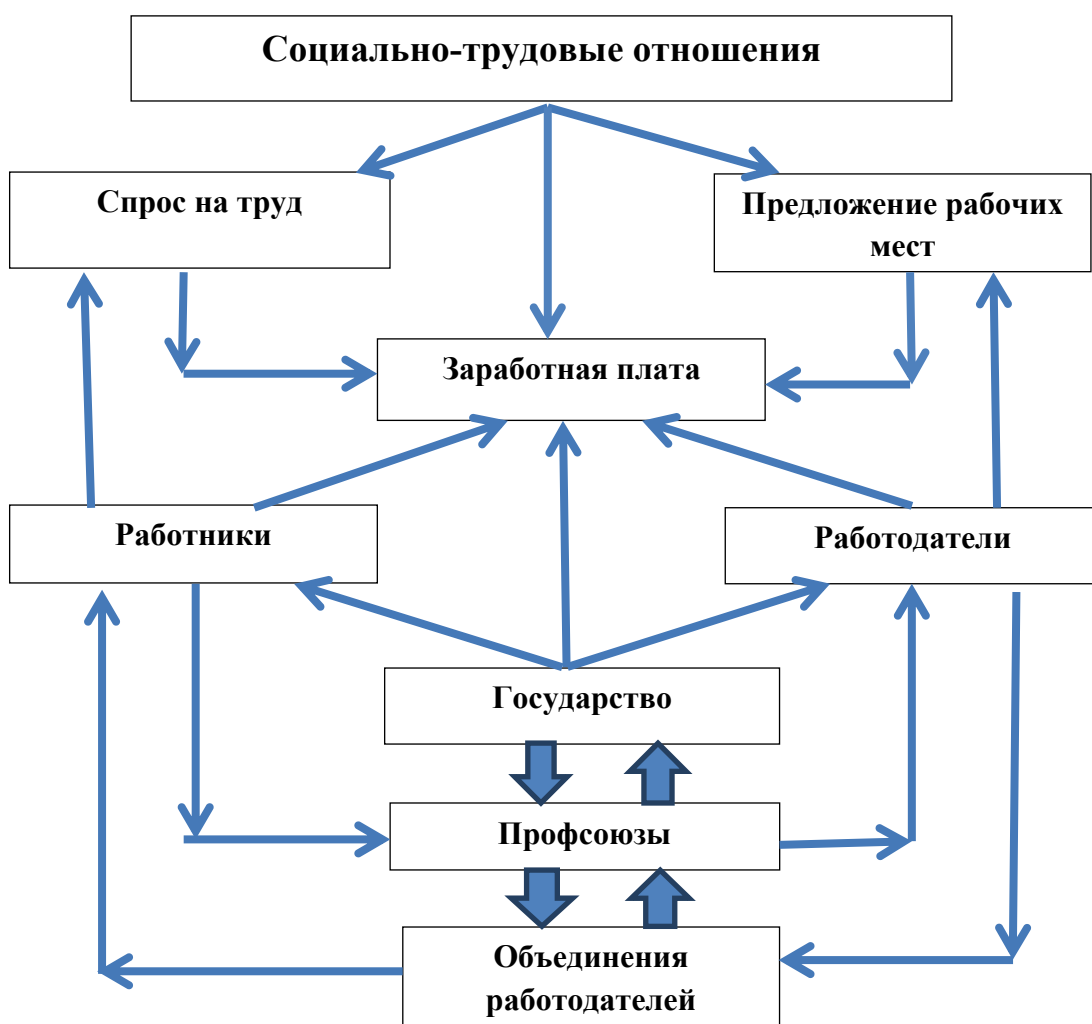 Социально-трудовые отношения
Спрос на труд
Предложение рабочих
мест
Заработная плата
Работники
Работодатели
Государство
Профсоюзы
Объединения
работодателей